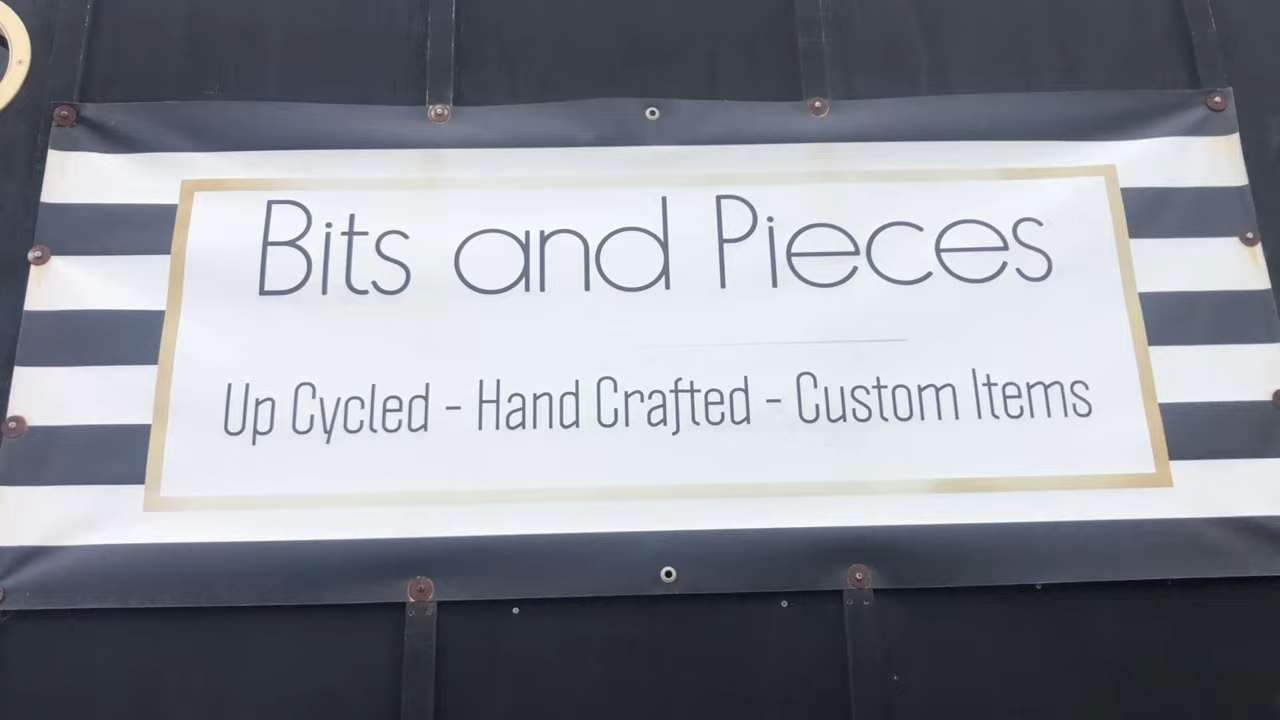 Bits and Pieces
Up Cycled - Hand Crafted - Custom Items